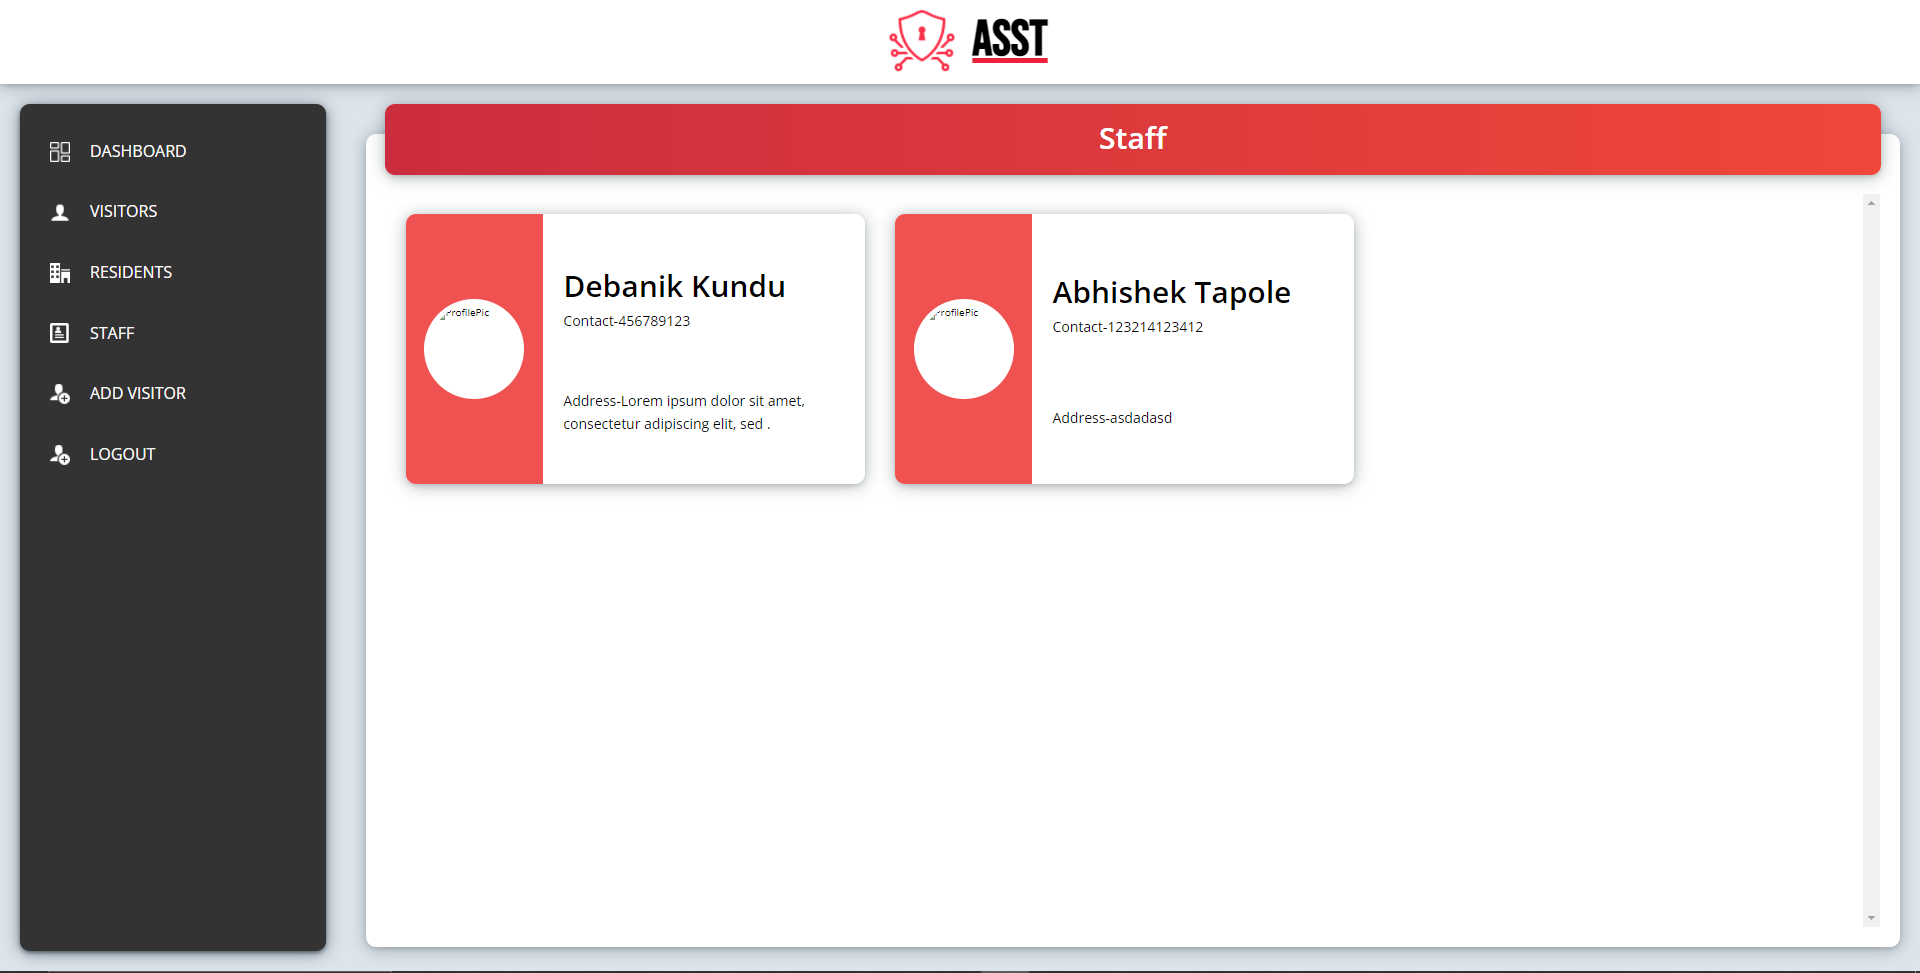 ASST
DASHBOARD
VISITORS
RESIDENTS
STAFF
ADD VISITOR
LOGOUT
Staff
ProfilePic
Debanik Kundu
Contact-456789123
Address-Lorem ipsum dolor sit amet,
consectetur adipiscing elit, sed .
ProfilePic
Abhishek Tapole
Contact-123214123412
Address-asdadasd